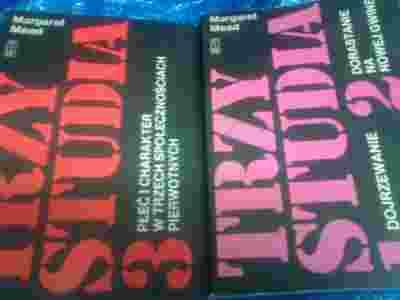 Margaret
Mead
TRZY
STUDIA
3
PŁEĆ I CHARAKTER
W TRZECH SPOŁECZNOŚCIACH
PIERWOTNYCH
Margaret
Mead
TRZY
STUDIA
1
DOJRZEWANIE
2
DORASTANIE
NA
NOWEJ GWINEI